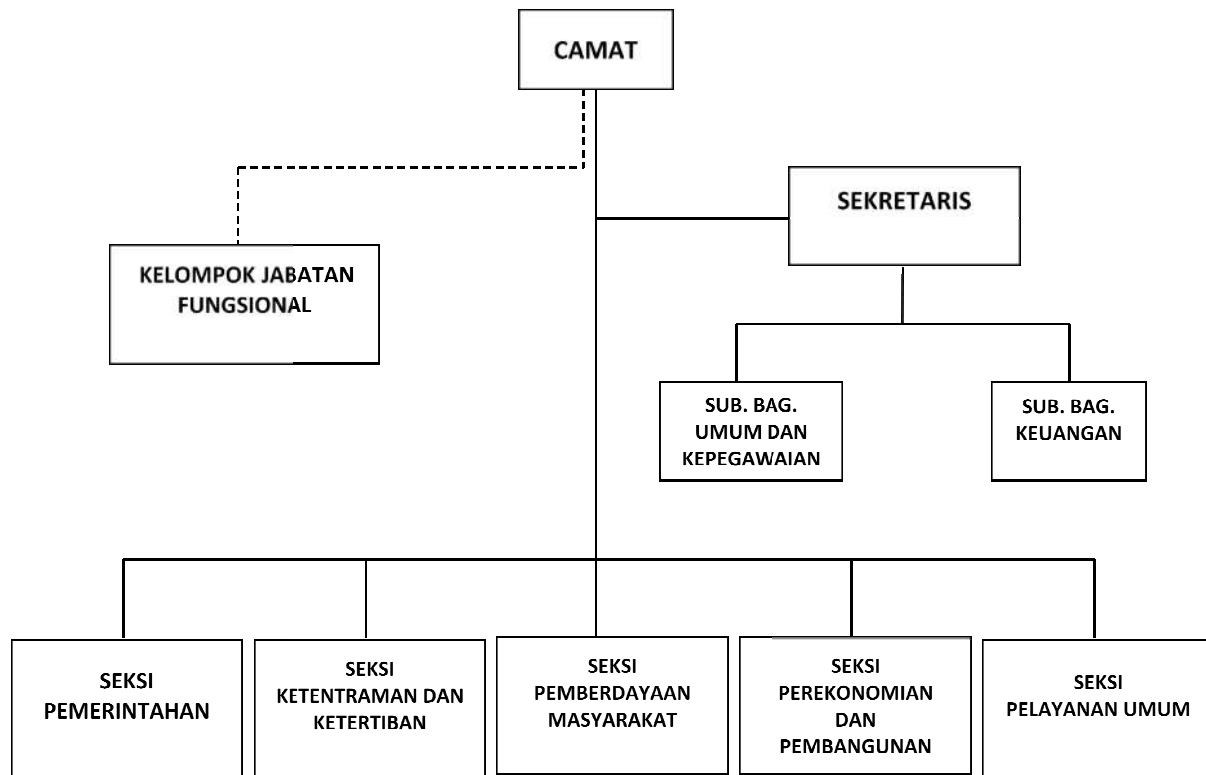 CAMAT
SEKRETARIS
KELOMPOK JABATAN
FUNGSIONAL
SUB. BAG.
UMUM DAN
KEPEGAWAIAN
SUB. BAG.
KEUANGAN
SEKSI
PEMERINTAHAN
SEKSI
KETENTRAMAN DAN
KETERTIBAN
SEKSI
PEMBERDAYAAN
MASYARAKAT
SEKSI
PEREKONOMIAN
DAN
PEMBANGUNAN
SEKSI
PELAYANAN UMUM